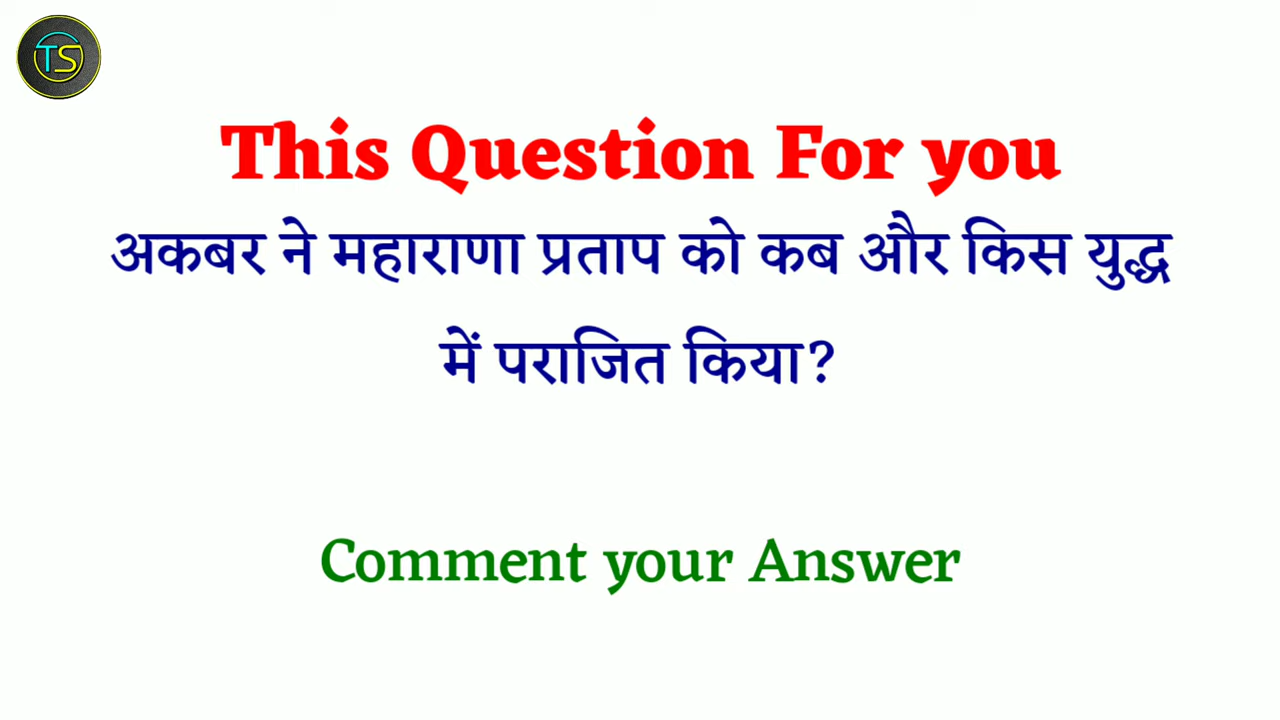 TS
This Question For you
अकबर ने महाराणा प्रताप को कब और किस युद्ध
में पराजित किया?
Comment your Answer